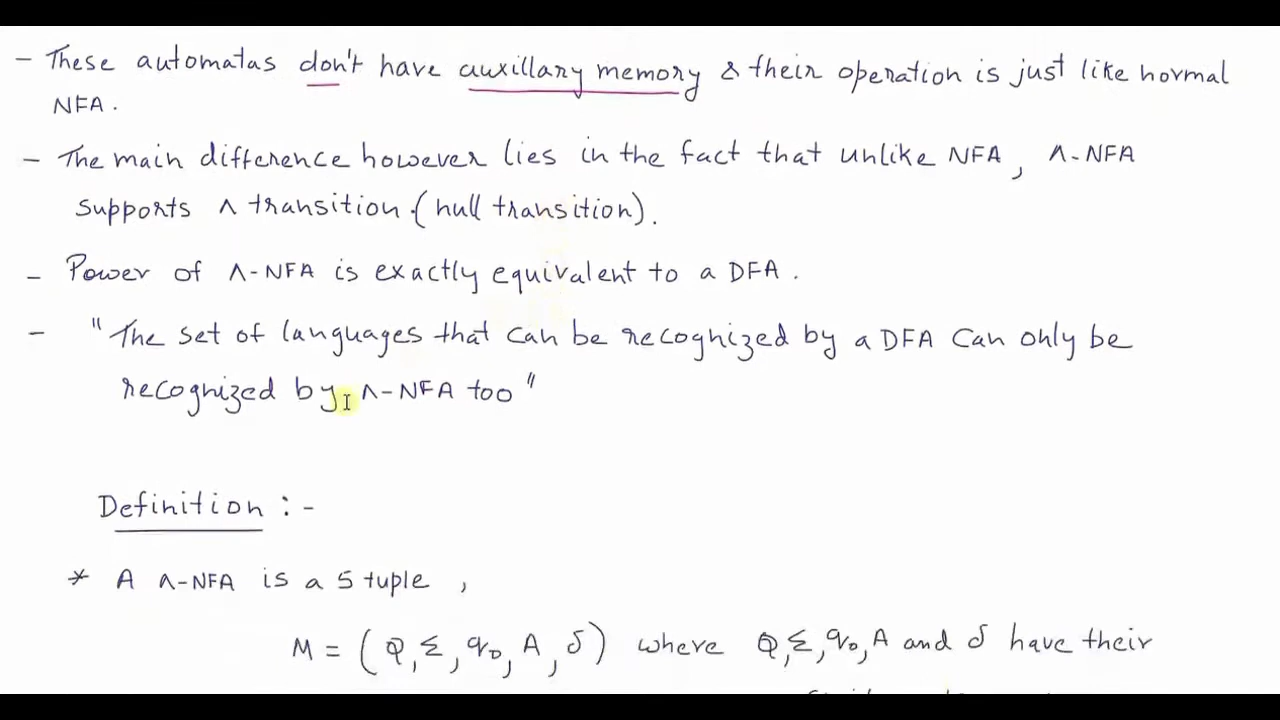 - These automatas don't have auxillary memory & their operation is just like normal
NFA.
- The main difference however lies in the fact that unlike NFA, Λ-NFA
supports Λ transition. (null transition).
- Power of Λ-NFA is exactly equivalent to a DFA.
- "The set of languages that can be recognized by a DFA can only be
recognized by Λ-NFA too"
Definition :-
* A Λ-NFA is a 5 tuple,
M = (Q, Σ, q₀, A, δ) where Q, Σ, q₀, A and δ have their